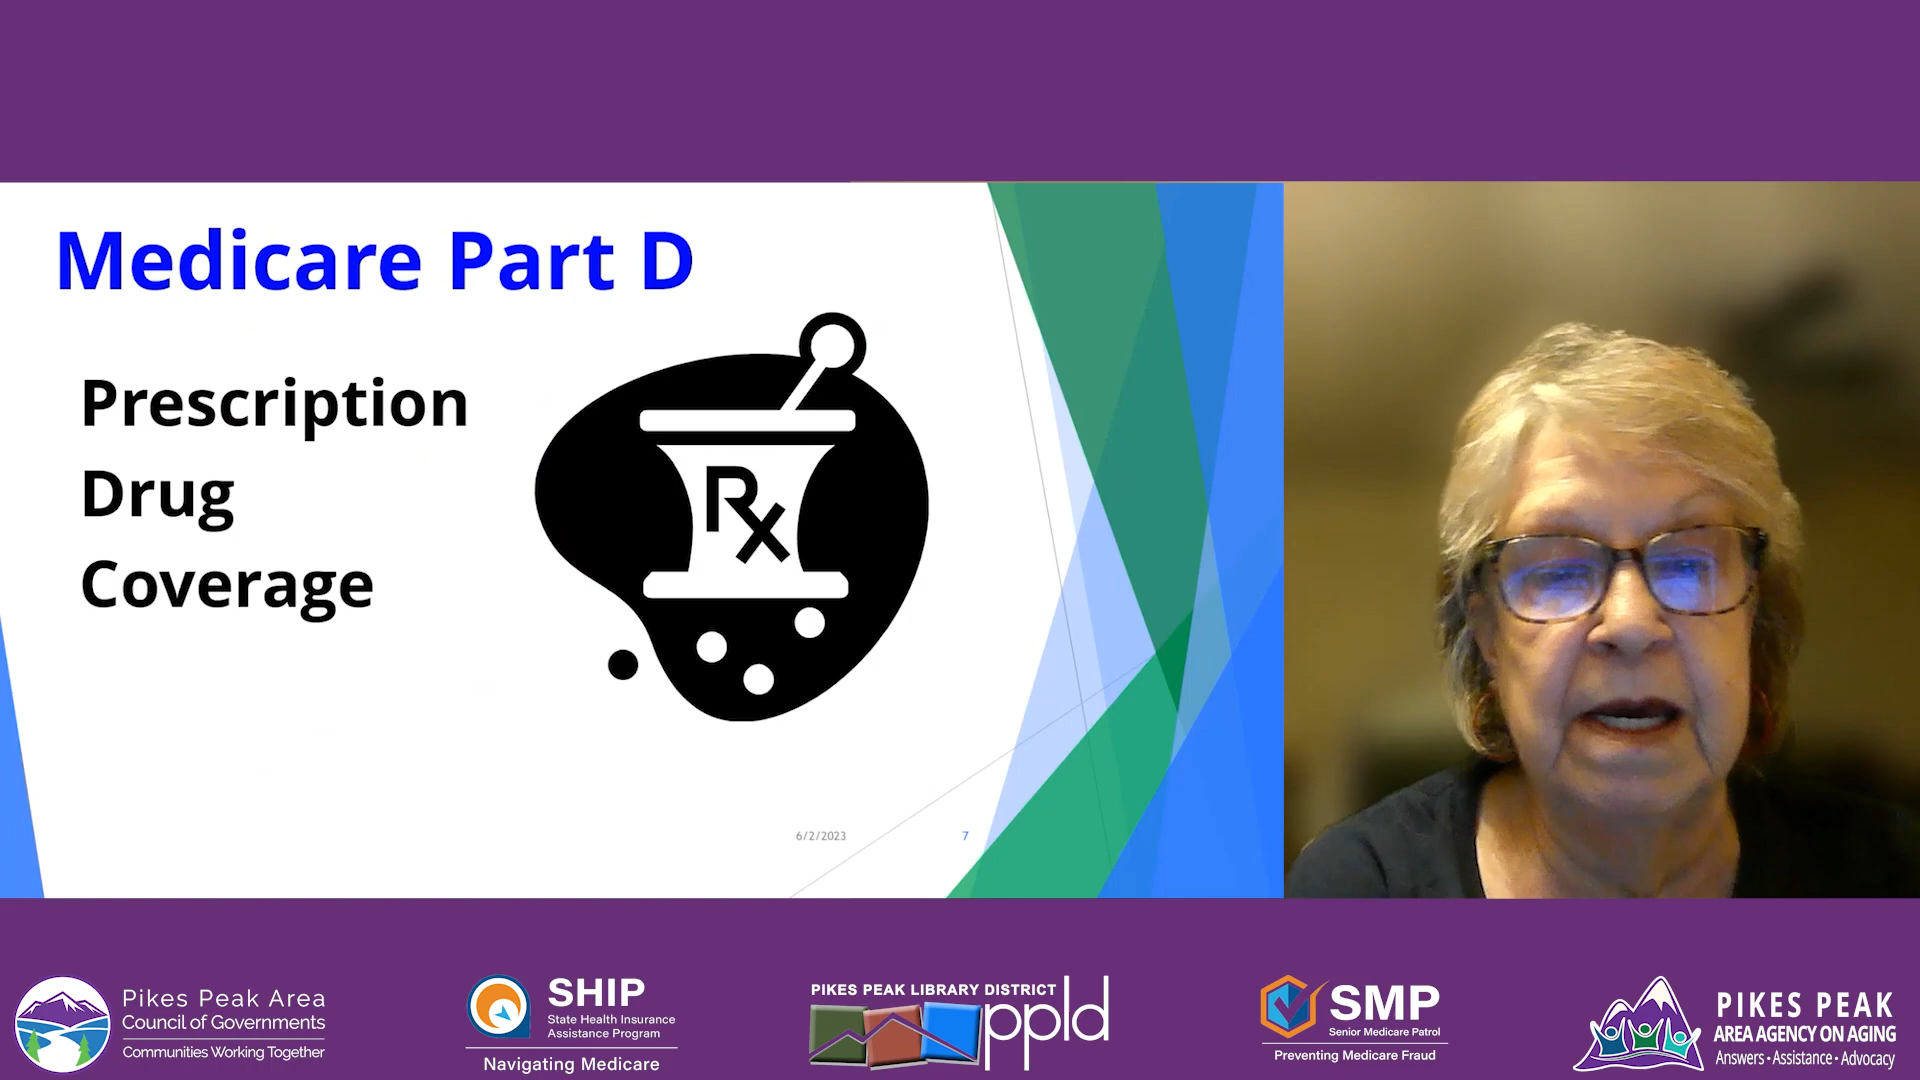 Medicare Part D
Prescription
Drug
Coverage
Rx
6/2/2023
7
Pikes Peak Area
Council of Governments
Communities Working Together
SHIP
State Health Insurance
Assistance Program
Navigating Medicare
PIKES PEAK LIBRARY DISTRICT
ppld
SMP
Senior Medicare Patrol
Preventing Medicare Fraud
PIKES PEAK
AREA AGENCY ON AGING
Answers • Assistance • Advocacy